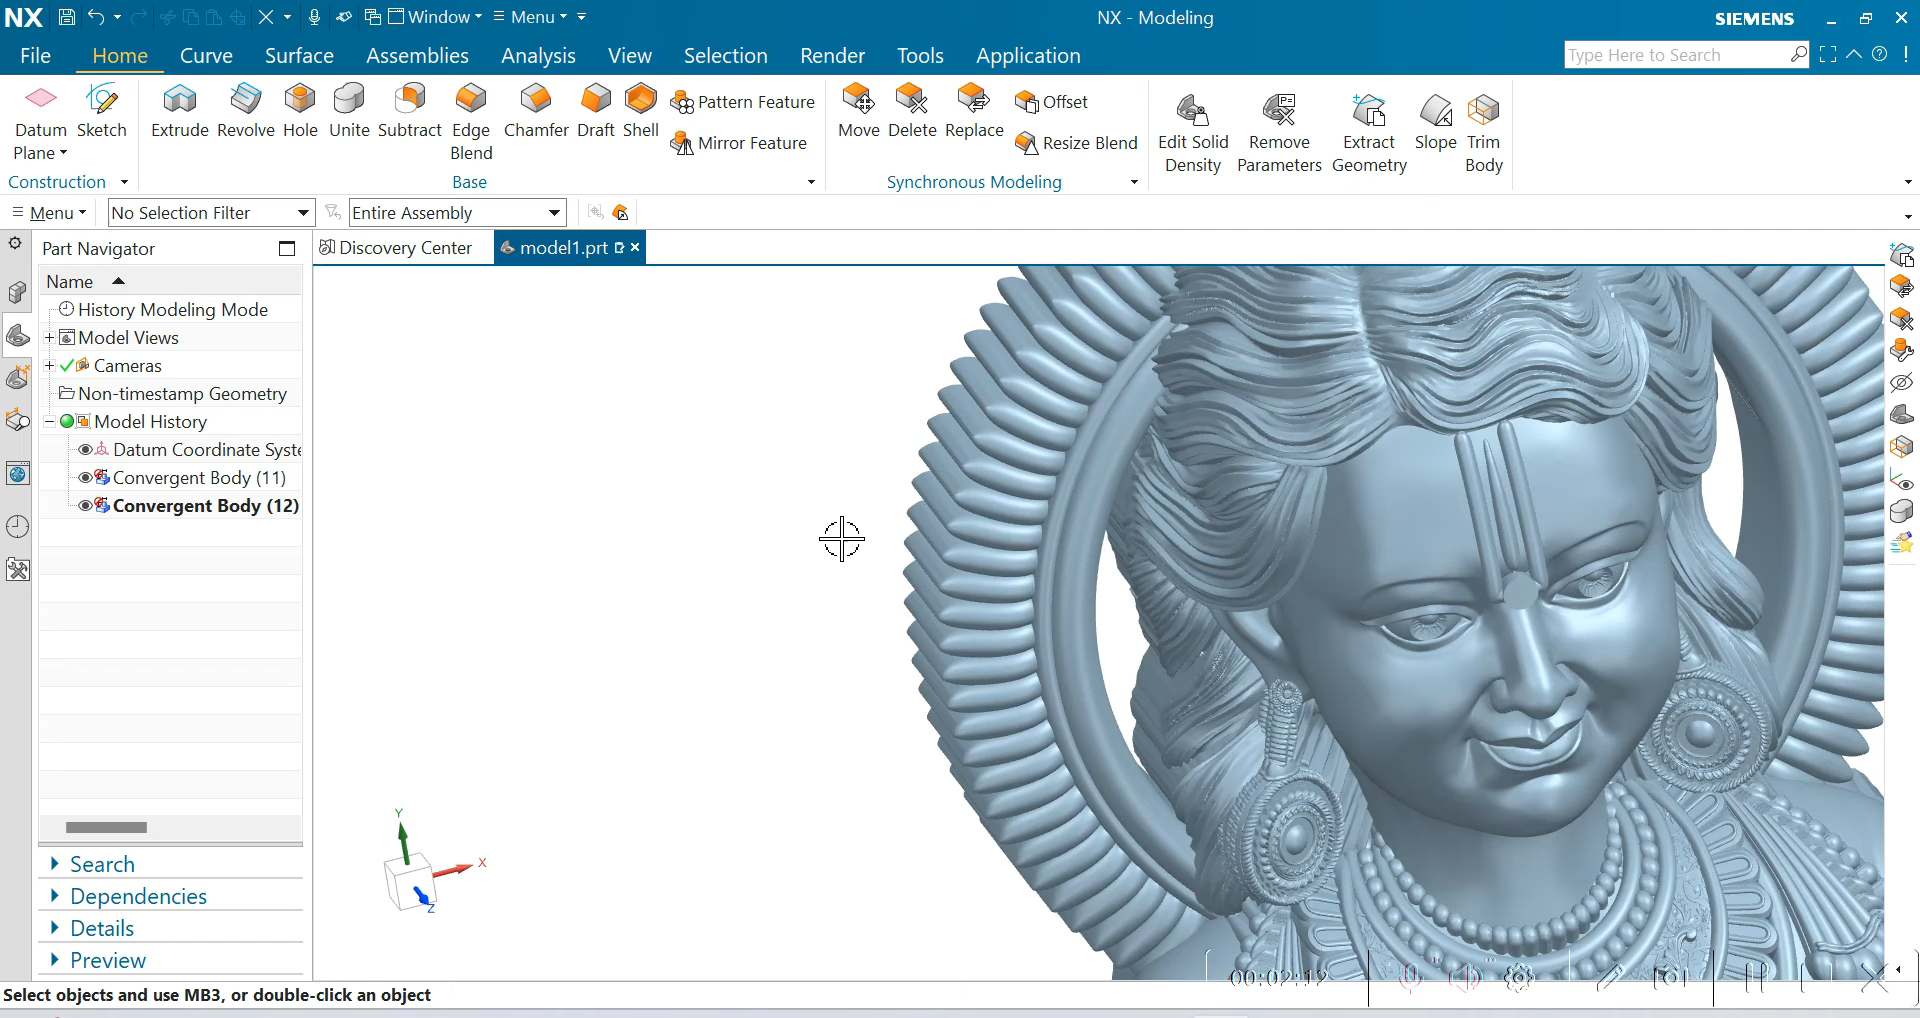 NX Window Menu NX - Modeling SIEMENS
File Home Curve Surface Assemblies Analysis View Selection Render Tools Application Type Here to Search
Datum Plane Sketch Extrude Revolve Hole Unite Subtract Edge Blend Chamfer Draft Shell Pattern Feature Mirror Feature Move Delete Replace Offset Resize Blend Edit Solid Density Remove Parameters Extract Geometry Slope Trim Body
Construction Base Synchronous Modeling
Menu No Selection Filter Entire Assembly
Part Navigator Discovery Center model1.prt
Name
History Modeling Mode
Model Views
Cameras
Non-timestamp Geometry
Model History
Datum Coordinate Syste
Convergent Body (11)
Convergent Body (12)
Y
X
Z
Search
Dependencies
Details
Preview
00:02:12
Select objects and use MB3, or double-click an object